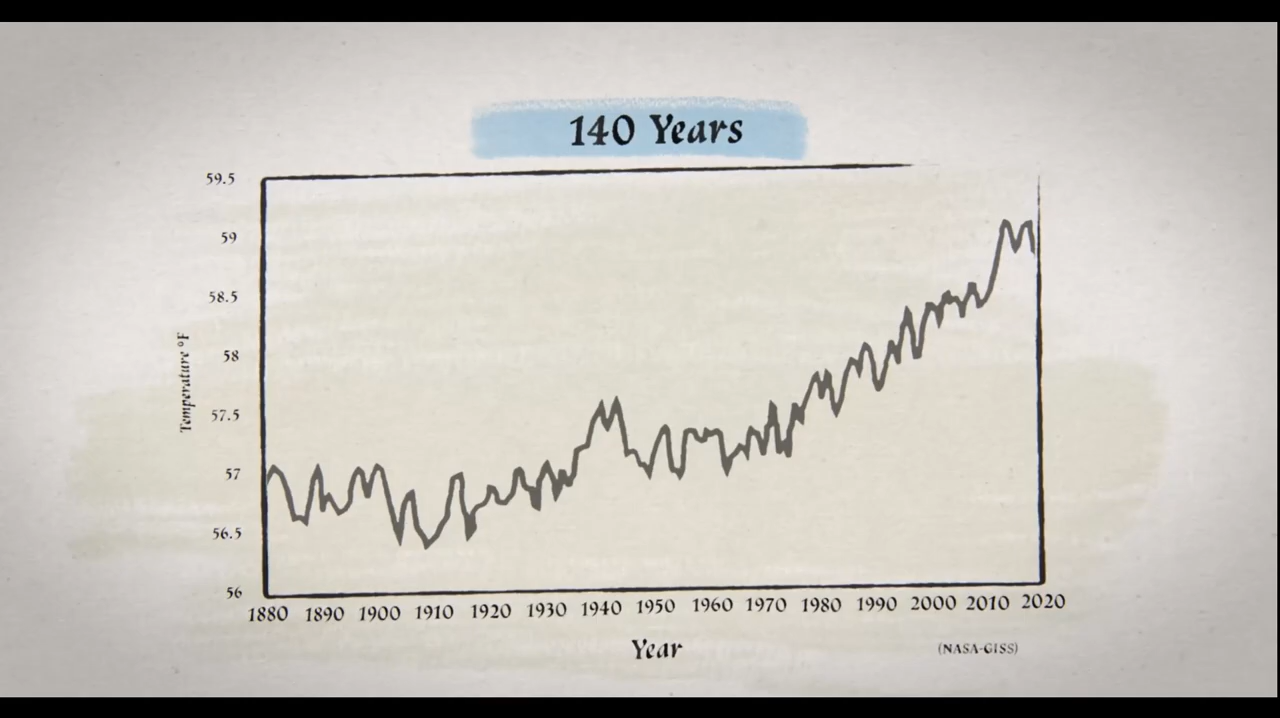 140 Years
59.5
59
58.5
58
57.5
57
56.5
56
Temperature °F
1880 1890 1900 1910 1920 1930 1940 1950 1960 1970 1980 1990 2000 2010 2020
Year
(NASA-GISS)